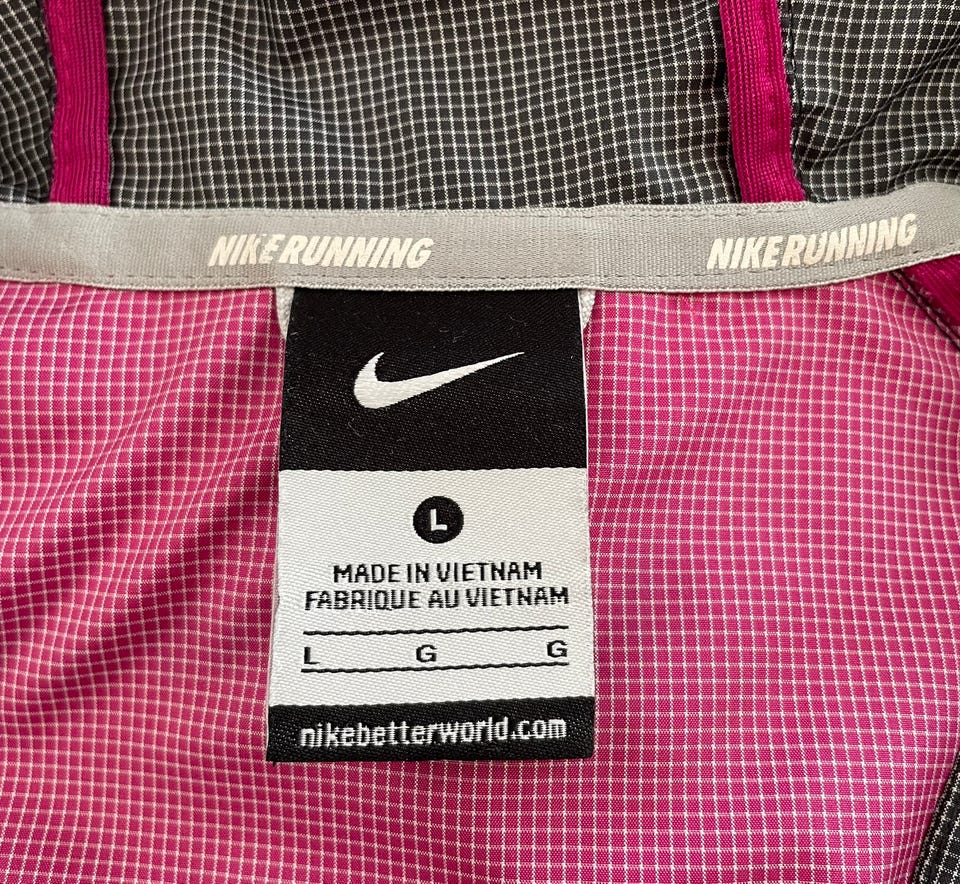 NIKERUNNING NIKERUNNING
L
MADE IN VIETNAM
FABRIQUE AU VIETNAM
L G G
nikebetterworld.com